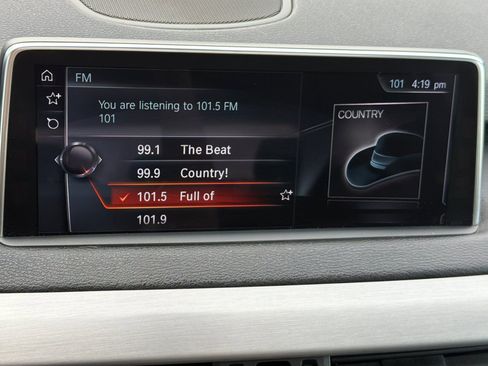 FM
101 4:19 pm
You are listening to 101.5 FM
101
COUNTRY
99.1 The Beat
99.9 Country!
101.5 Full of
101.9